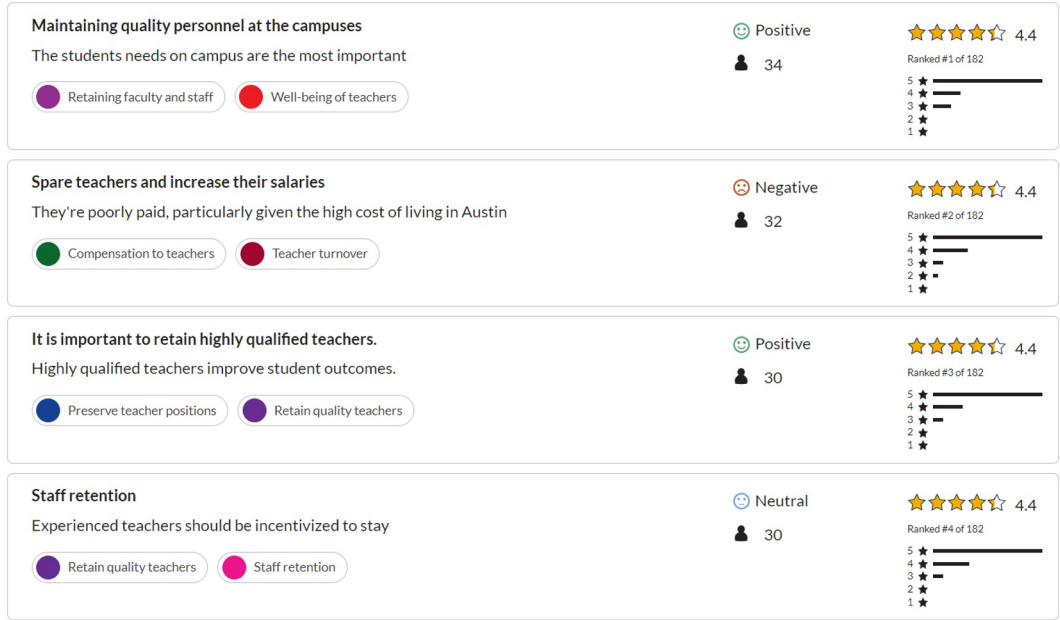 Maintaining quality personnel at the campuses
The students needs on campus are the most important
Retaining faculty and staff Well-being of teachers
Positive
34
4.4
Ranked #1 of 182
5
4
3
2
1
Spare teachers and increase their salaries
They're poorly paid, particularly given the high cost of living in Austin
Compensation to teachers Teacher turnover
Negative
32
4.4
Ranked #2 of 182
5
4
3
2
1
It is important to retain highly qualified teachers.
Highly qualified teachers improve student outcomes.
Preserve teacher positions Retain quality teachers
Positive
30
4.4
Ranked #3 of 182
5
4
3
2
1
Staff retention
Experienced teachers should be incentivized to stay
Retain quality teachers Staff retention
Neutral
30
4.4
Ranked #4 of 182
5
4
3
2
1